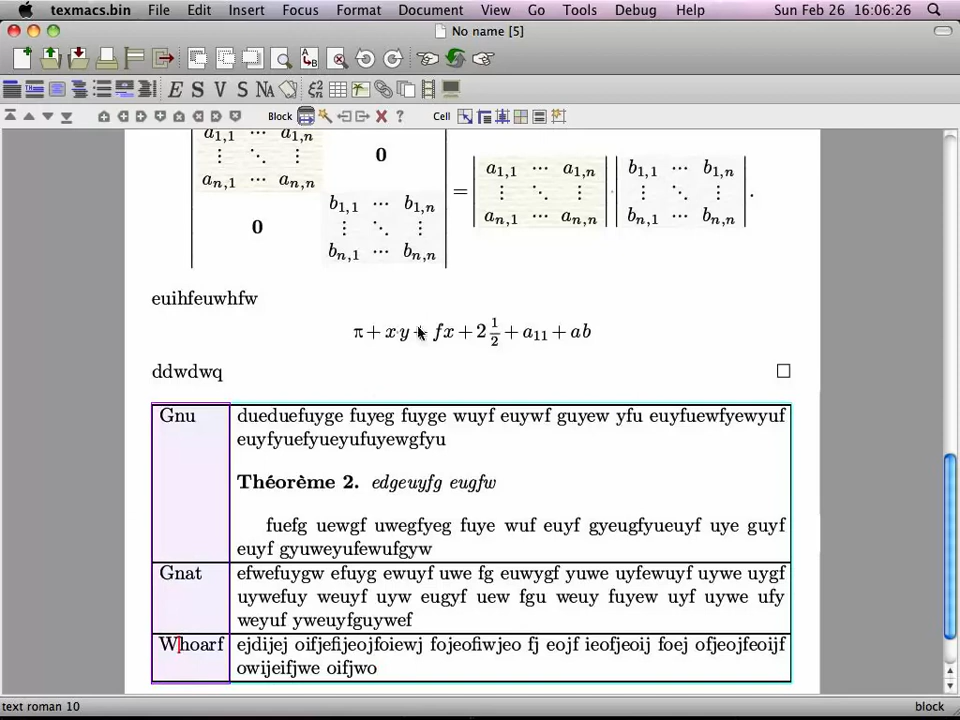 texmacs.bin File Edit Insert Focus Format Document View Go Tools Debug Help Sun Feb 26 16:06:26
No name [5]
E S V S NA
Block ? Cell
a1,1 ⋯ a1,n
⋮ ⋱ ⋮ 0
an,1 ⋯ an,n
b1,1 ⋯ b1,n
0 ⋮ ⋱ ⋮
bn,1 ⋯ bn,n
=
a1,1 ⋯ a1,n
⋮ ⋱ ⋮
an,1 ⋯ an,n
b1,1 ⋯ b1,n
⋮ ⋱ ⋮
bn,1 ⋯ bn,n
.
euihfeuwhfw
π + x y + fx + 2 1/2 + a11 + ab
ddwdwq □
Gnu dueduefuyge fuyeg fuyge wuyf euywf guyew yfu euyfuewfyewyuf
euyfyuefyueyufuyewgfyu
Théorème 2. edgeuyfg eugfw
fuefg uewgf uwegfyeg fuye wuf euyf gyeugfyueuyf uye guyf
euyf gyuweyufewufgyw
Gnat efwefuygw efuyg ewuyf uwe fg euwygf yuwe uyfewuyf uywe uygf
uywefuy weuyf uyw eugyf uew fgu weuy fuyew uyf uywe ufy
weyuf yweuyfguywef
Whoarf ejdijej oifjefijeojfoiewj fojeofiwjeo fj eojf ieofjeoij foej ofjeojfeoijf
owijeifjwe oifjwo
text roman 10 block